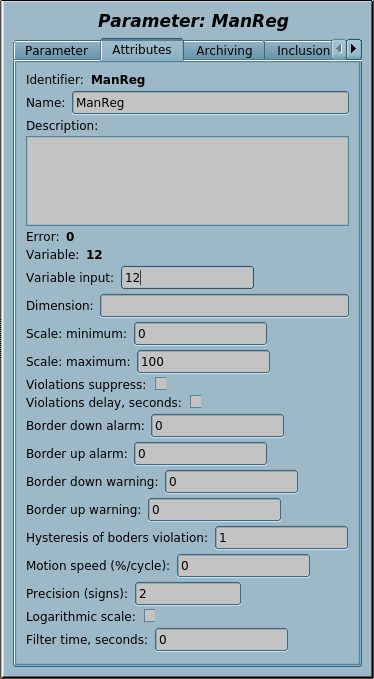 Parameter: ManReg
Parameter Attributes Archiving Inclusion
Identifier: ManReg
Name: ManReg
Description:
Error: 0
Variable: 12
Variable input: 12
Dimension:
Scale: minimum: 0
Scale: maximum: 100
Violations suppress:
Violations delay, seconds:
Border down alarm: 0
Border up alarm: 0
Border down warning: 0
Border up warning: 0
Hysteresis of boders violation: 1
Motion speed (%/cycle): 0
Precision (signs): 2
Logarithmic scale:
Filter time, seconds: 0